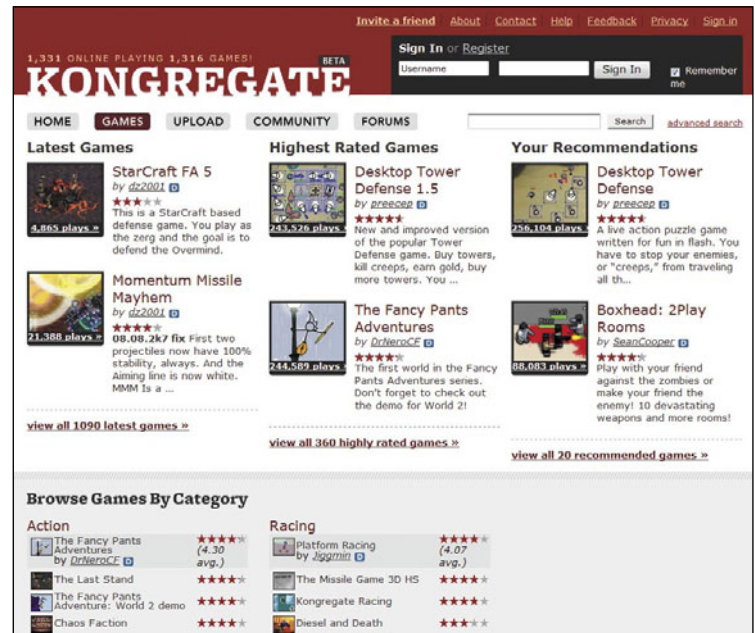 Invite a friend About Contact Help Feedback Privacy Sign in
1,331 ONLINE PLAYING 1,316 GAMES!
BETA
KONGREGATE
Sign In or Register
Username
Sign In
Remember
me
HOME GAMES UPLOAD COMMUNITY FORUMS
Search advanced search
Latest Games
StarCraft FA 5
by dz2001
4,865 plays »
This is a StarCraft based
defense game. You play as
the zerg and the goal is to
defend the Overmind.
Momentum Missile
Mayhem
by dz2001
21,388 plays »
08.08.2k7 fix First two
projectiles now have 100%
stability, always. And the
Aiming line is now white.
MMM Is a ...
view all 1090 latest games »
Highest Rated Games
Desktop Tower
Defense 1.5
by preecep
243,526 plays »
New and improved version
of the popular Tower
Defense game. Buy towers,
kill creeps, earn gold, buy
more towers. You ...
The Fancy Pants
Adventures
by DrNeroCF
244,589 plays »
The first world in the Fancy
Pants Adventures series.
Don't forget to check out
the demo for World 2!
view all 360 highly rated games »
Your Recommendations
Desktop Tower
Defense
by preecep
256,104 plays »
A live action puzzle game
written for fun in flash. You
have to stop your enemies,
or "creeps," from traveling
all th...
Boxhead: 2Play
Rooms
by SeanCooper
88,083 plays »
Play with your friend
against the zombies or
make your friend the
enemy! 10 devastating
weapons and more rooms!
view all 20 recommended games »
Browse Games By Category
Action
The Fancy Pants
Adventures
by DrNeroCF
(4.30
avg.)
The Last Stand
The Fancy Pants
Adventure: World 2 demo
Chaos Faction
Racing
Platform Racing
by Jiggmin
(4.07
avg.)
The Missile Game 3D HS
Kongregate Racing
Diesel and Death